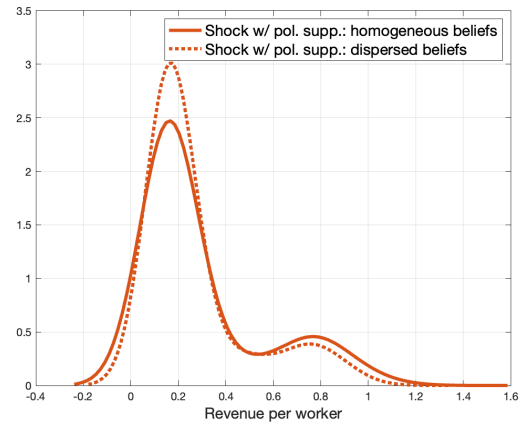 Shock w/ pol. supp.: homogeneous beliefs
Shock w/ pol. supp.: dispersed beliefs
3.5
3
2.5
2
1.5
1
0.5
0
-0.4 -0.2 0 0.2 0.4 0.6 0.8 1 1.2 1.4 1.6
Revenue per worker